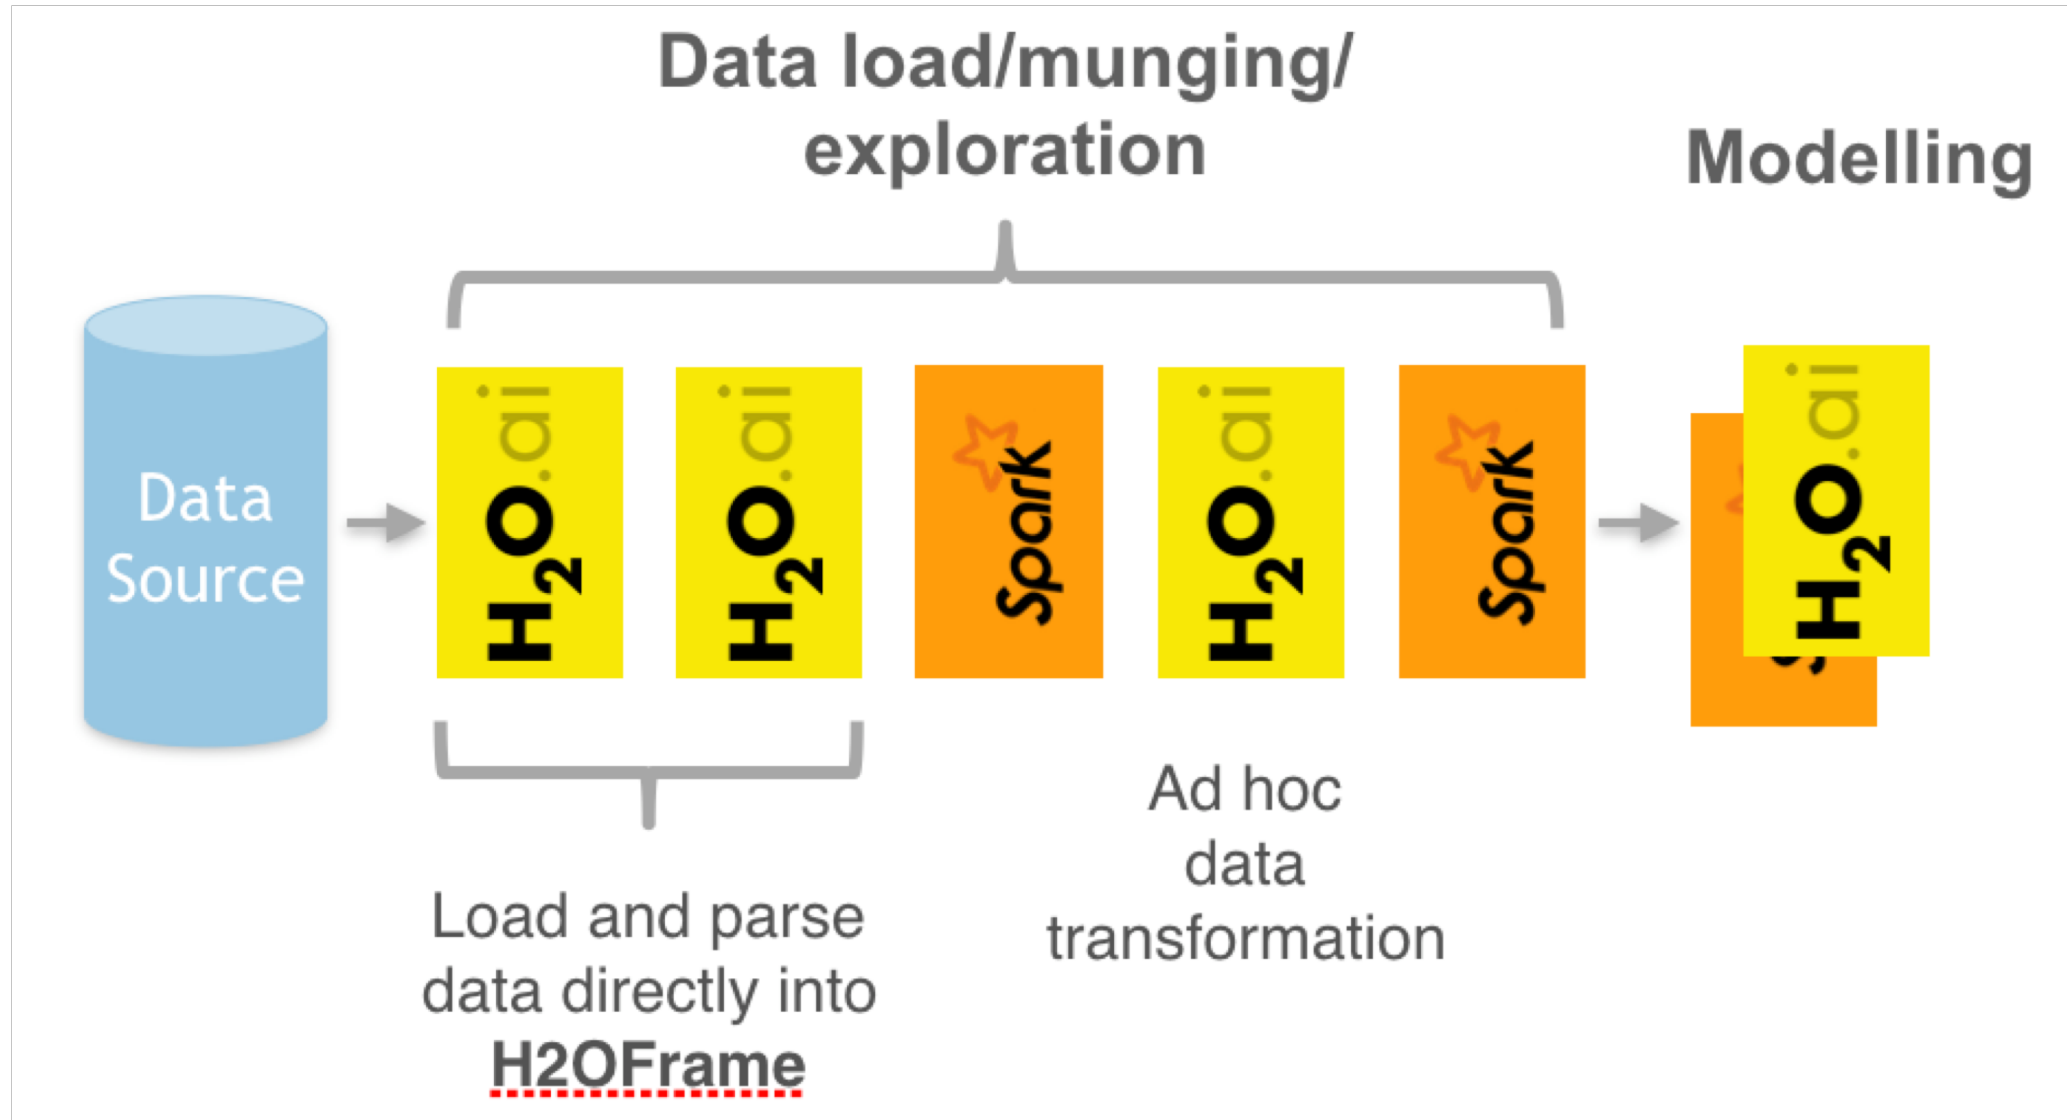 Data load/munging/
exploration
Modelling
Data
Source
H2O.ai
H2O.ai
Spark
H2O.ai
Spark
H2O.ai
Load and parse
data directly into
H2OFrame
Ad hoc
data
transformation